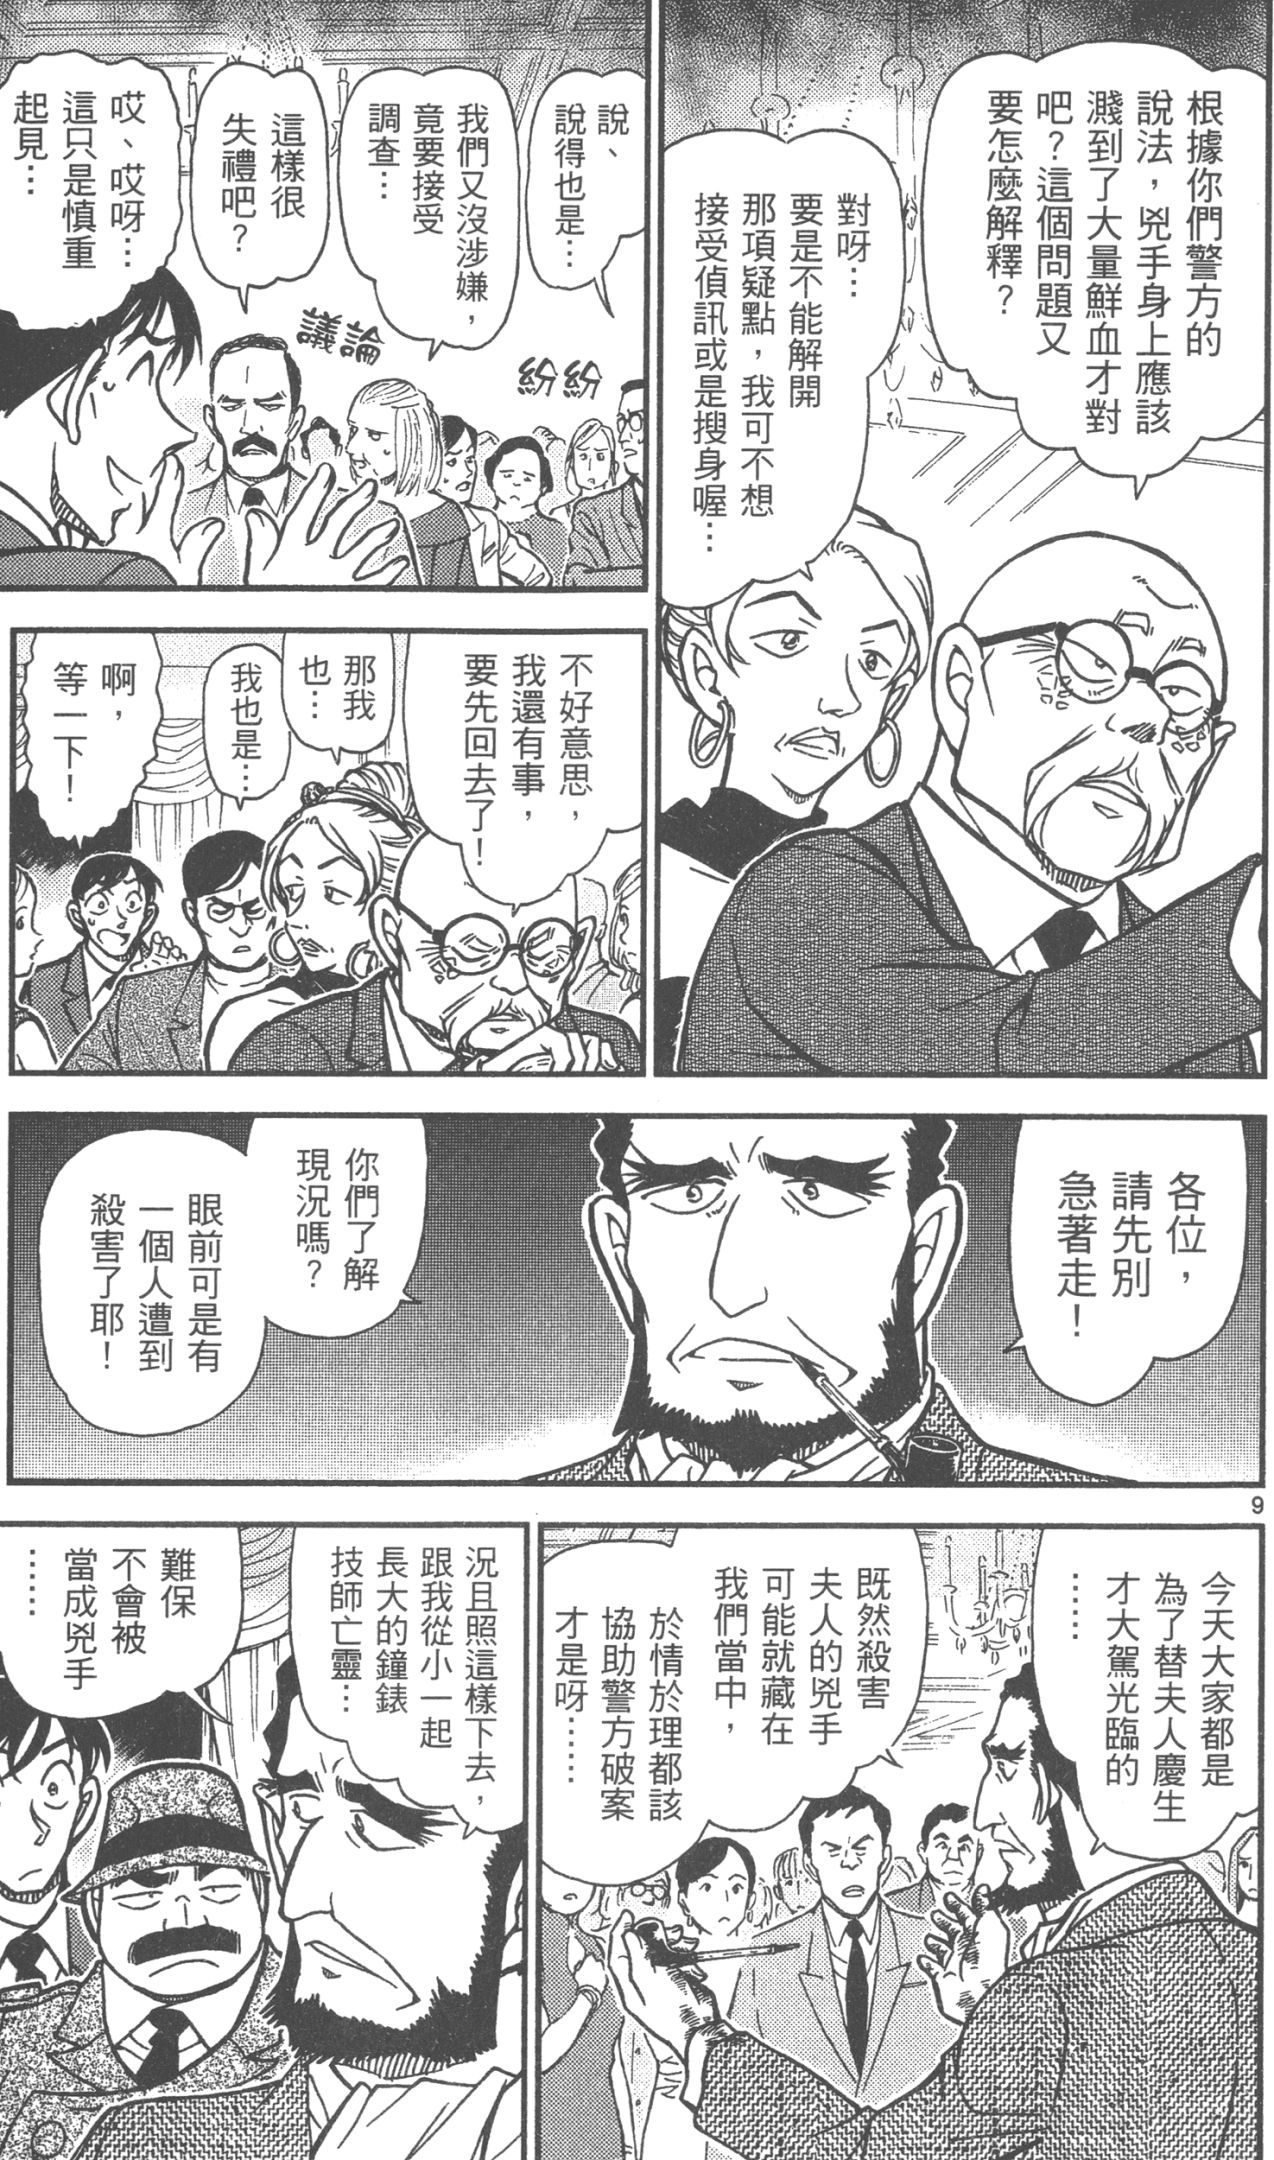 根據你們警方的
說法，兇手身上應該
濺到了大量鮮血才對
吧？這個問題又
要怎麼解釋？
對呀…
要是不能解開
那項疑點，我可不想
接受偵訊或是搜身喔…
說、
說得也是…
我們又沒涉嫌，
竟要接受
調查…
這樣很
失禮吧？
哎、哎呀…
這只是慎重
起見…
議論
紛紛
不好意思，
我還有事，
要先回去了！
那我
也…
我也是…
啊，
等一下！
各位，
請先別
急著走！
你們了解
現況嗎？
眼前可是有
一個人遭到
殺害了耶！
9
今天大家都是
為了替夫人慶生
才大駕光臨的
……
既然殺害
夫人的兇手
可能就藏在
我們當中，
於情於理都該
協助警方破案
才是呀……
況且照這樣下去，
跟我從小一起
長大的鐘錶
技師亡靈…
難保
不會被
當成兇手
……